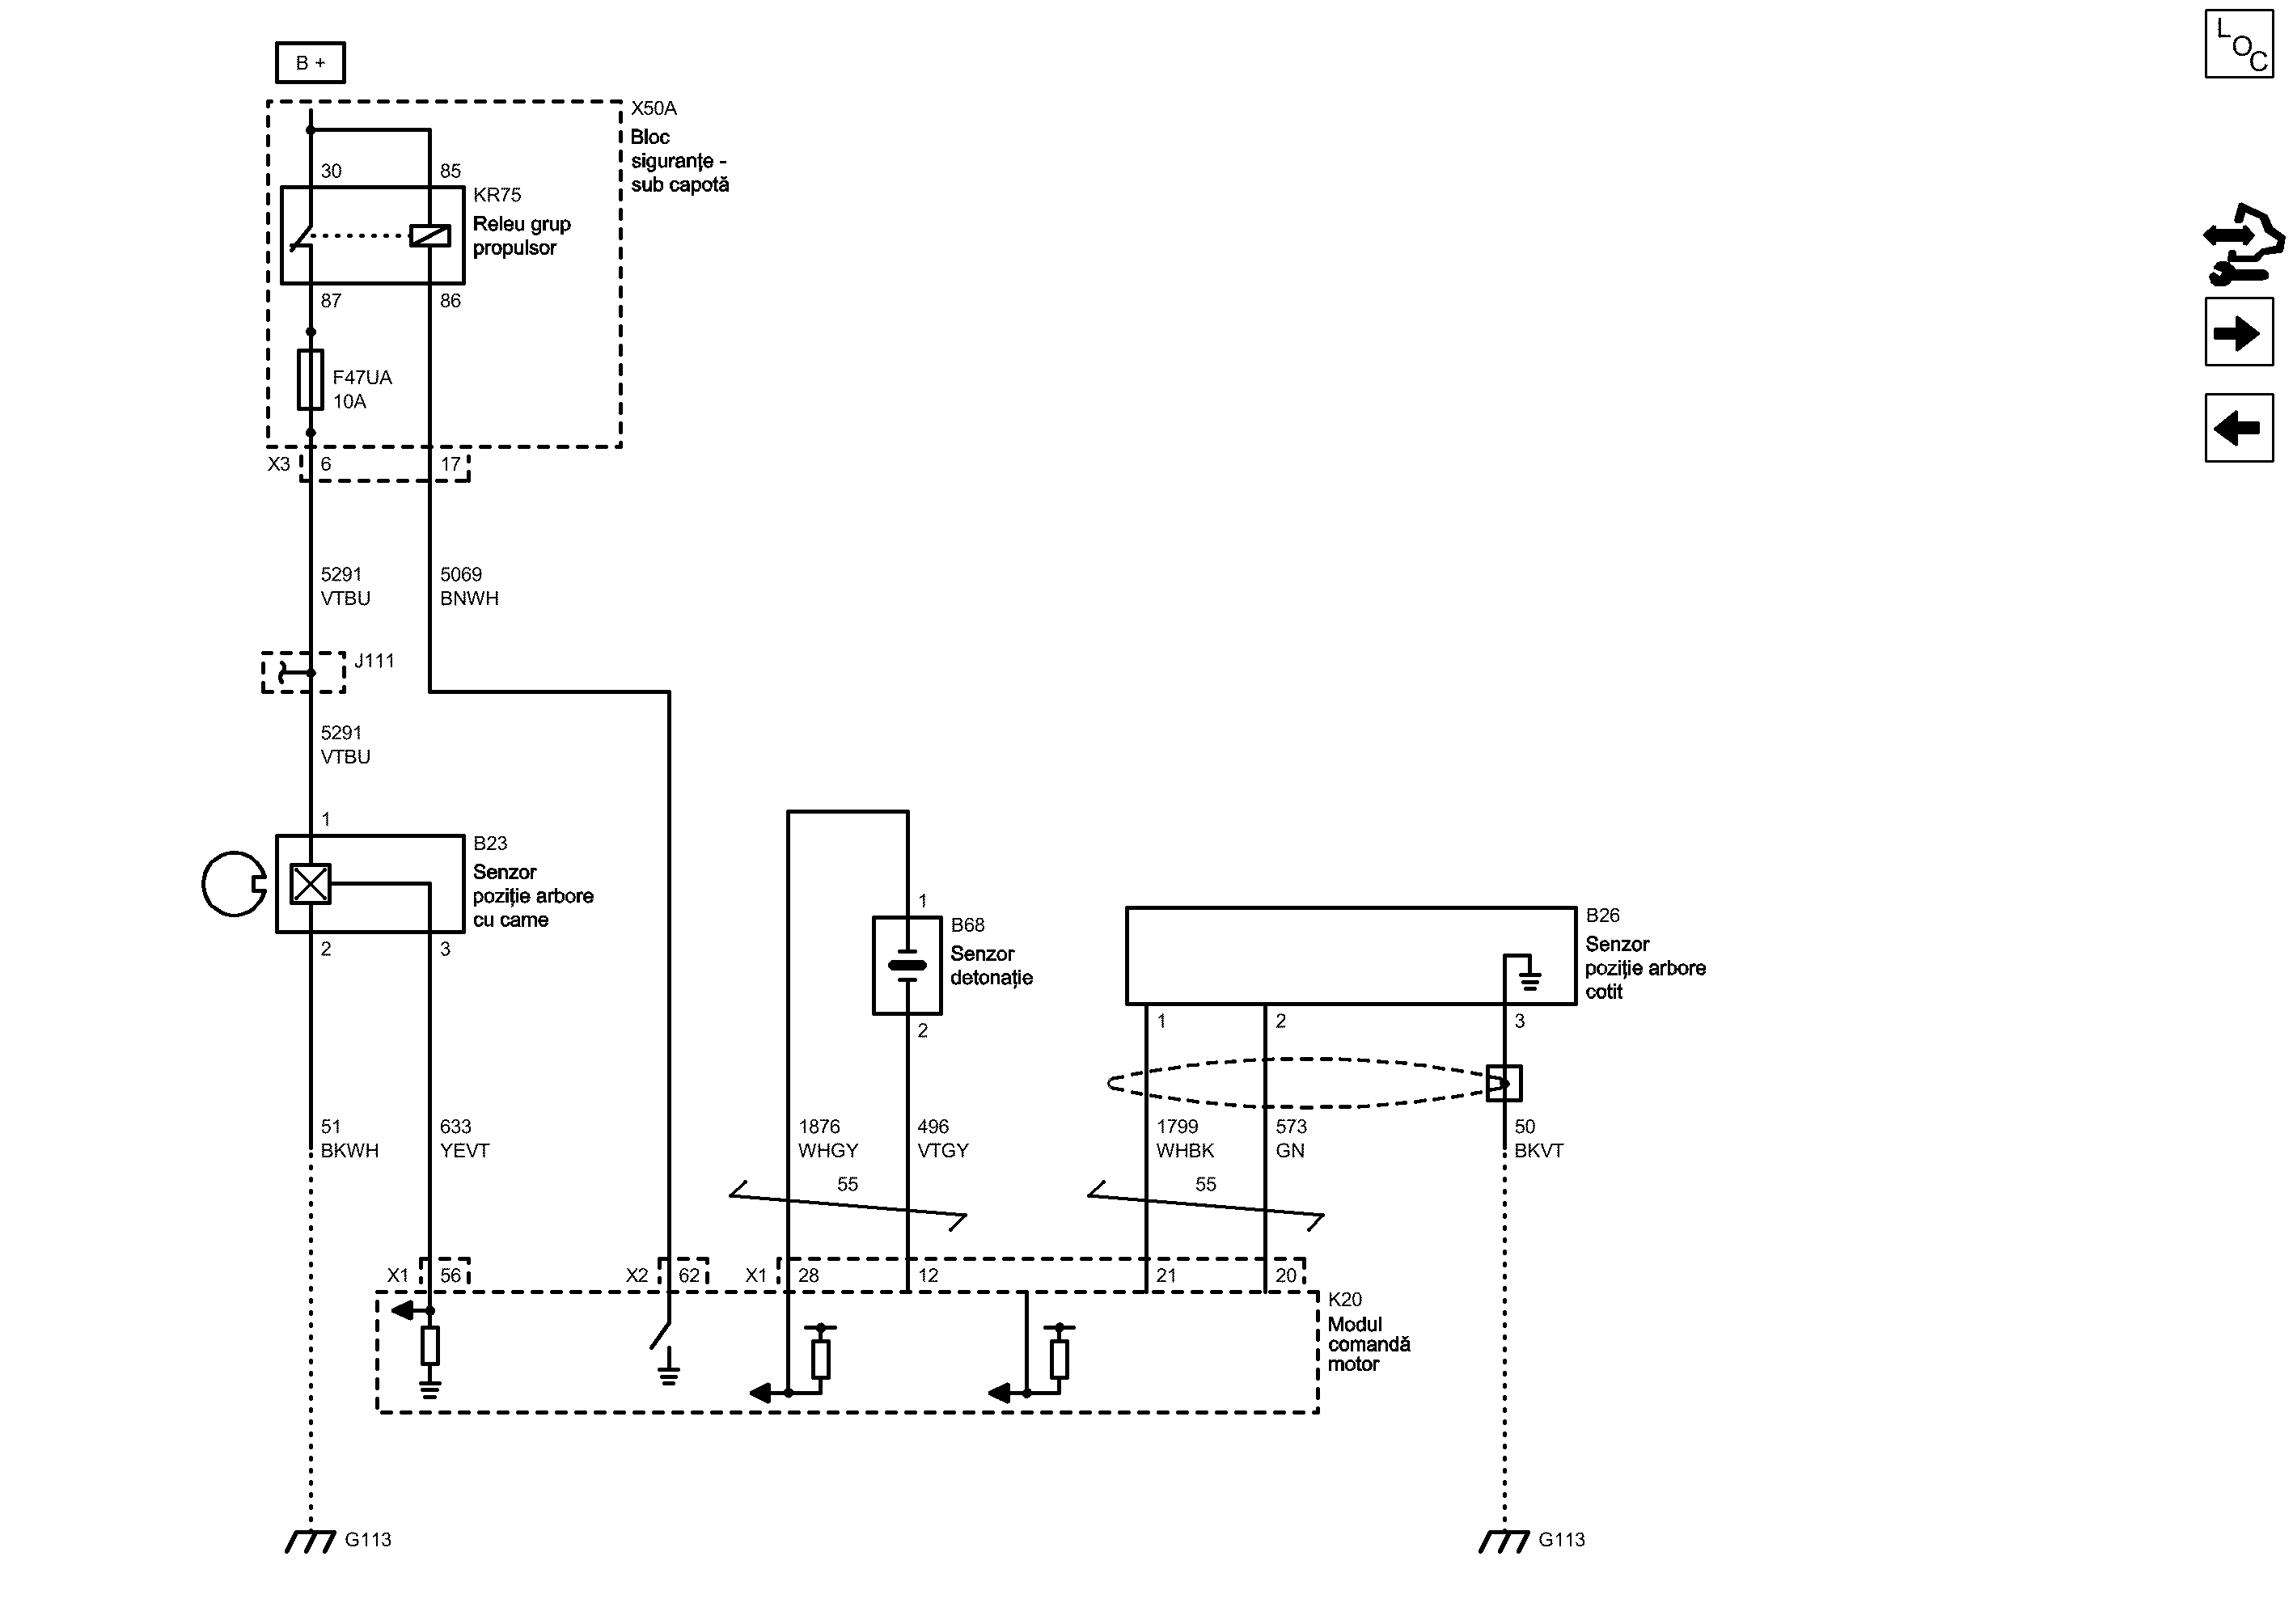 B +
L
O
C
X50A
Bloc
siguranțe -
sub capotă
30
85
KR75
Releu grup
propulsor
87
86
F47UA
10A
X3
6
17
5291
VTBU
5069
BNWH
J111
5291
VTBU
1
B23
Senzor
poziție arbore
cu came
2
3
1
B68
Senzor
detonație
2
B26
Senzor
poziție arbore
cotit
1
2
3
51
BKWH
633
YEVT
1876
WHGY
496
VTGY
1799
WHBK
573
GN
50
BKVT
55
55
X1
56
X2
62
X1
28
12
21
20
K20
Modul
comandă
motor
G113
G113